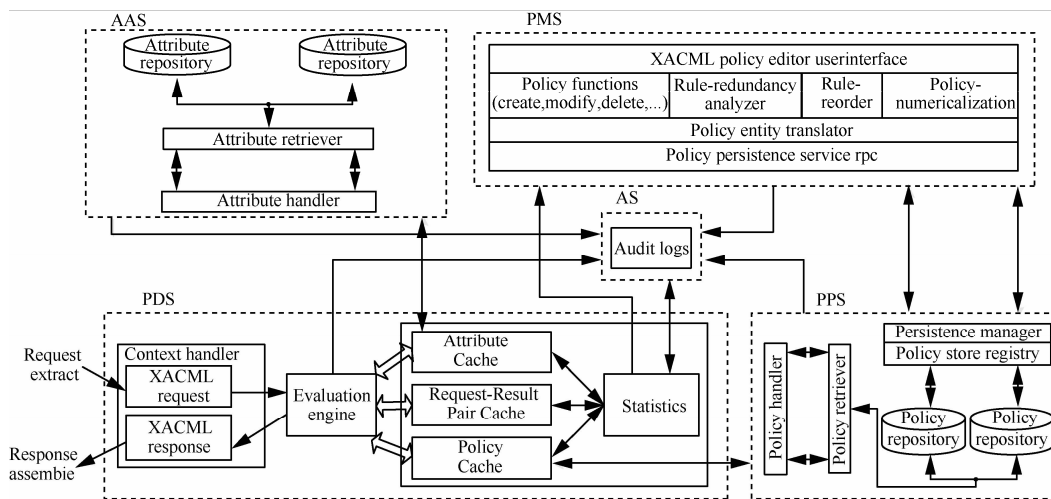 AAS
Attribute
repository
Attribute
repository
Attribute retriever
Attribute handler
PMS
XACML policy editor userinterface
Policy functions
(create,modify,delete,...)
Rule-redundancy
analyzer
Rule-
reorder
Policy-
numericalization
Policy entity translator
Policy persistence service rpc
AS
Audit logs
PDS
Request
extract
Context handler
XACML
request
XACML
response
Response
assembie
Evaluation
engine
Attribute
Cache
Request-Result
Pair Cache
Policy
Cache
Statistics
PPS
Persistence manager
Policy store registry
Policy handler
Policy retriever
Policy
repository
Policy
repository